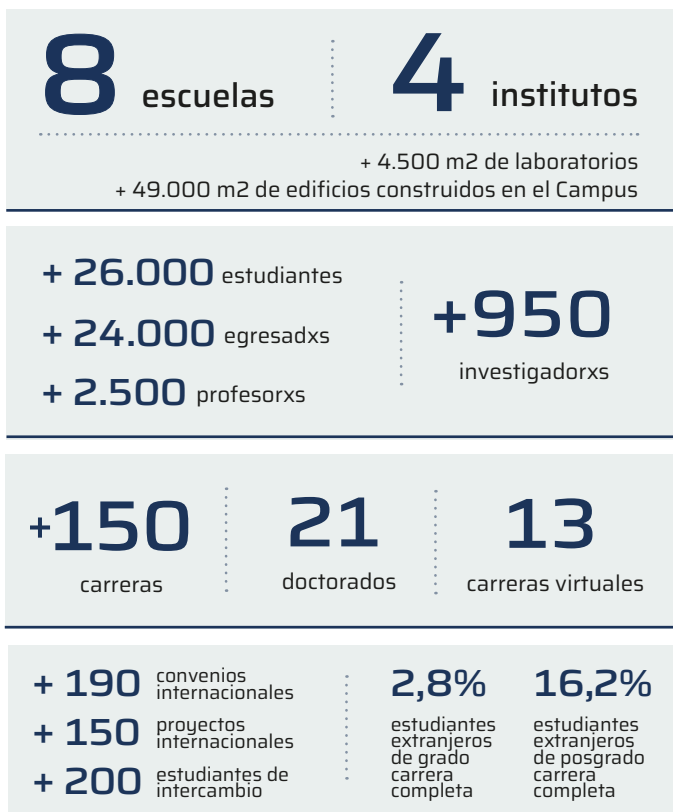 8 escuelas
4 institutos
+ 4.500 m2 de laboratorios
+ 49.000 m2 de edificios construidos en el Campus
+ 26.000 estudiantes
+ 24.000 egresadxs
+ 2.500 profesorxs
+950
investigadorxs
+150
carreras
21
doctorados
13
carreras virtuales
+ 190 convenios
internacionales
+ 150 proyectos
internacionales
+ 200 estudiantes de
intercambio
2,8%
estudiantes
extranjeros
de grado
carrera
completa
16,2%
estudiantes
extranjeros
de posgrado
carrera
completa